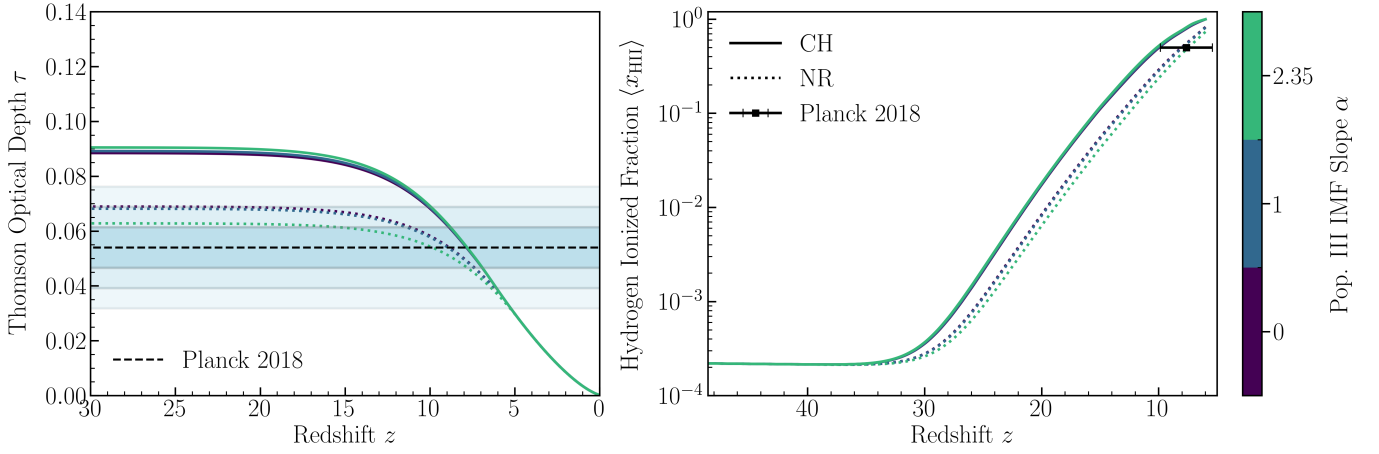 Thomson Optical Depth τ
0.14
0.12
0.10
0.08
0.06
0.04
0.02
0.00
Planck 2018
30 25 20 15 10 5 0
Redshift z
Hydrogen Ionized Fraction ⟨x_HII⟩
10⁰
10⁻¹
10⁻²
10⁻³
10⁻⁴
CH
NR
Planck 2018
40 30 20 10
Redshift z
2.35
1
0
Pop. III IMF Slope α